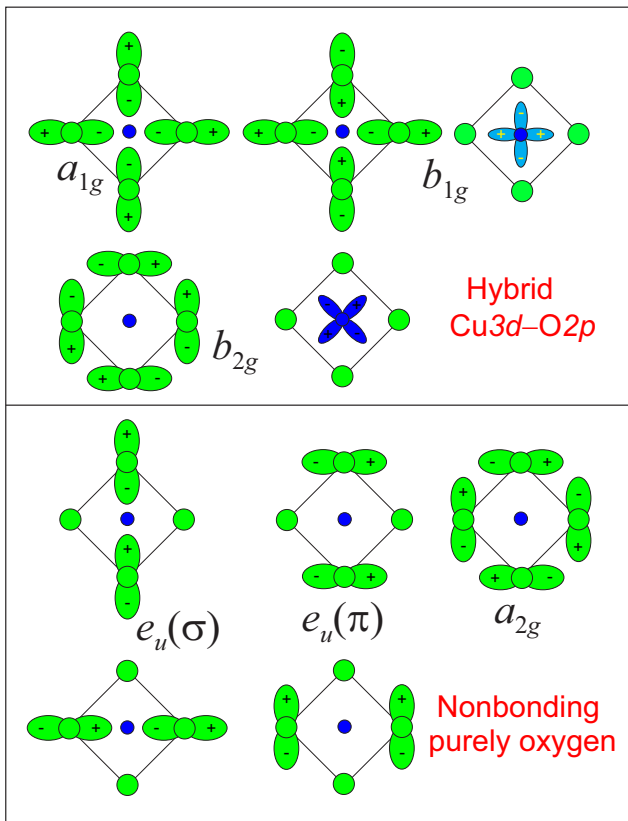 a1g
b1g
b2g
Hybrid
Cu3d–O2p
eu(σ)
eu(π)
a2g
Nonbonding
purely oxygen